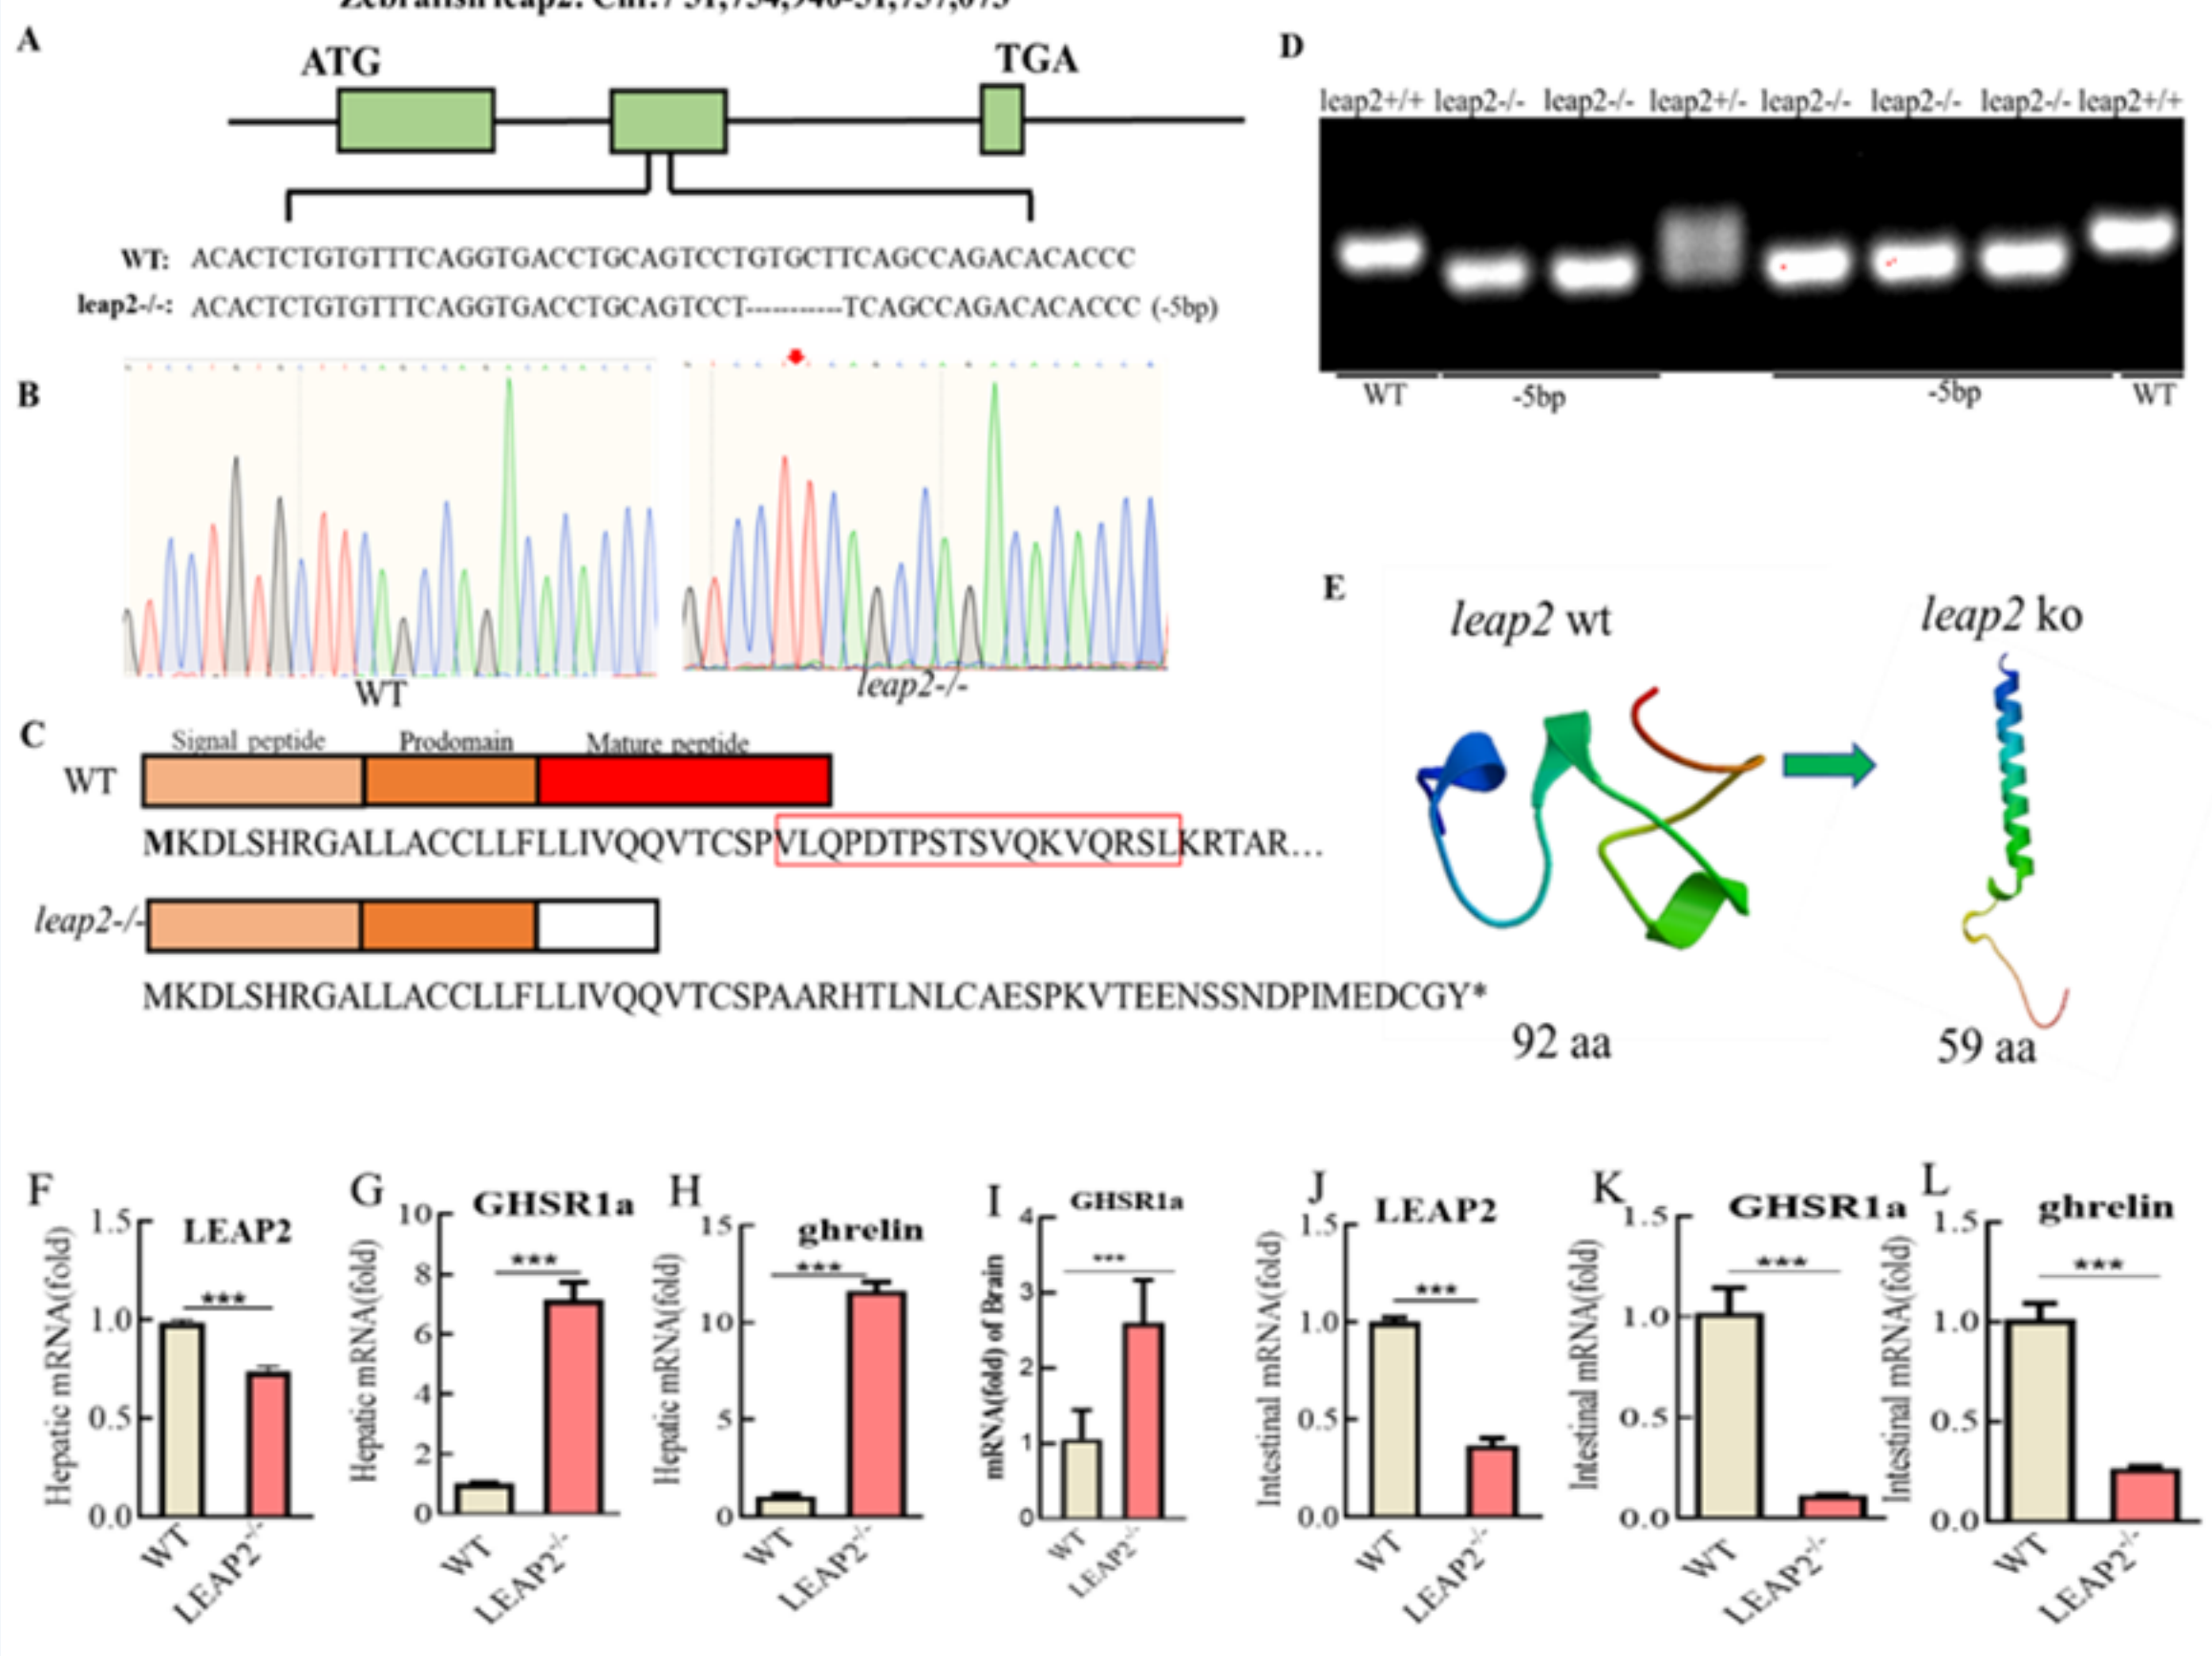 A
ATG
TGA
WT: ACACTCTGTGTTTCAGGTGACCTGCAGTCCTGTGCTTCAGCCAGACACACCC
leap2-/-: ACACTCTGTGTTTCAGGTGACCTGCAGTCCT-----------TCAGCCAGACACACCC (-5bp)
B
WT
leap2-/-
C
Signal peptide Prodomain Mature peptide
WT
MKDLSHRGALLACCLLFLLIVQQVTCSPVLQPDTPSTSVQKVQRSLKRTAR...
leap2-/-
MKDLSHRGALLACCLLFLLIVQQVTCSPAARHTLNLCAESPKVTEENSSNDPIMEDCGY*
D
leap2+/+ leap2-/- leap2-/- leap2+/- leap2-/- leap2-/- leap2-/- leap2+/+
WT -5bp -5bp WT
E
leap2 wt
leap2 ko
92 aa
59 aa
F
LEAP2
Hepatic mRNA(fold)
1.5
1.0
0.5
0.0
***
WT
LEAP2-/-
G
GHSR1a
Hepatic mRNA(fold)
10
8
6
4
2
0
***
WT
LEAP2-/-
H
ghrelin
Hepatic mRNA(fold)
15
10
5
0
***
WT
LEAP2-/-
I
GHSR1a
mRNA(fold) of Brain
4
3
2
1
0
***
WT
LEAP2-/-
J
LEAP2
Intestinal mRNA(fold)
1.5
1.0
0.5
0.0
***
WT
LEAP2-/-
K
GHSR1a
Intestinal mRNA(fold)
1.5
1.0
0.5
0.0
***
WT
LEAP2-/-
L
ghrelin
Intestinal mRNA(fold)
1.5
1.0
0.5
0.0
***
WT
LEAP2-/-